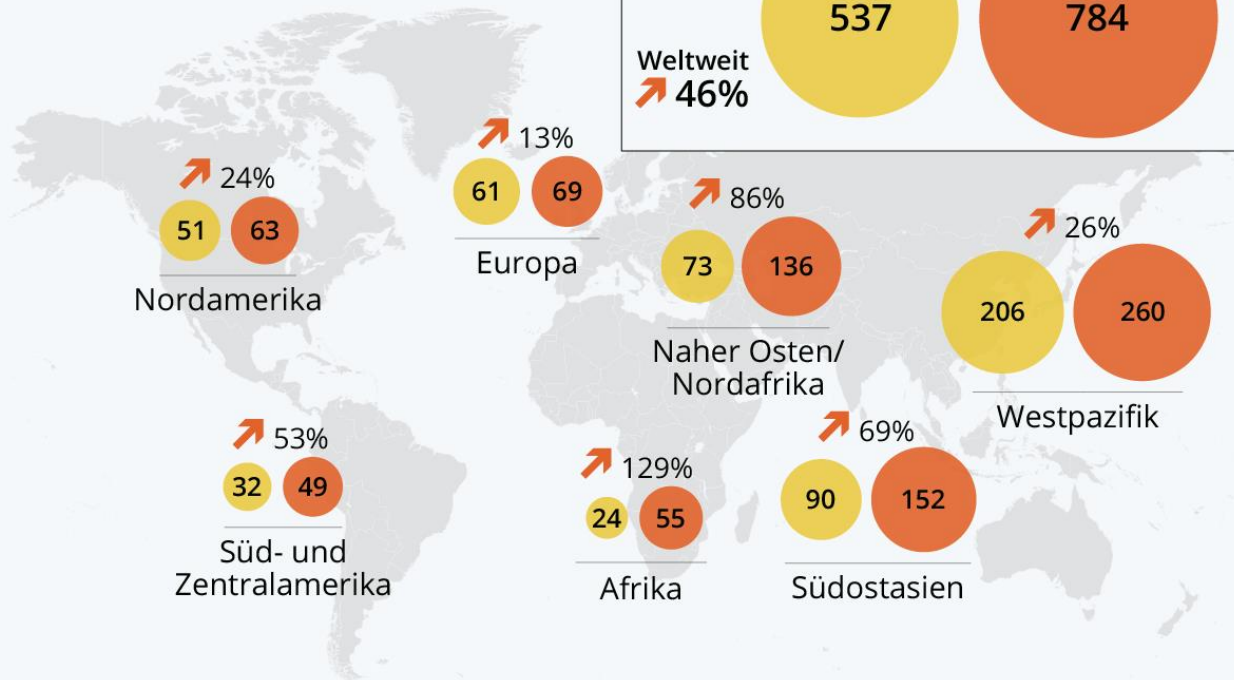 537
784
Weltweit
46%
13%
61
69
Europa
24%
51
63
Nordamerika
86%
73
136
Naher Osten/
Nordafrika
26%
206
260
Westpazifik
53%
32
49
Süd- und
Zentralamerika
129%
24
55
Afrika
69%
90
152
Südostasien